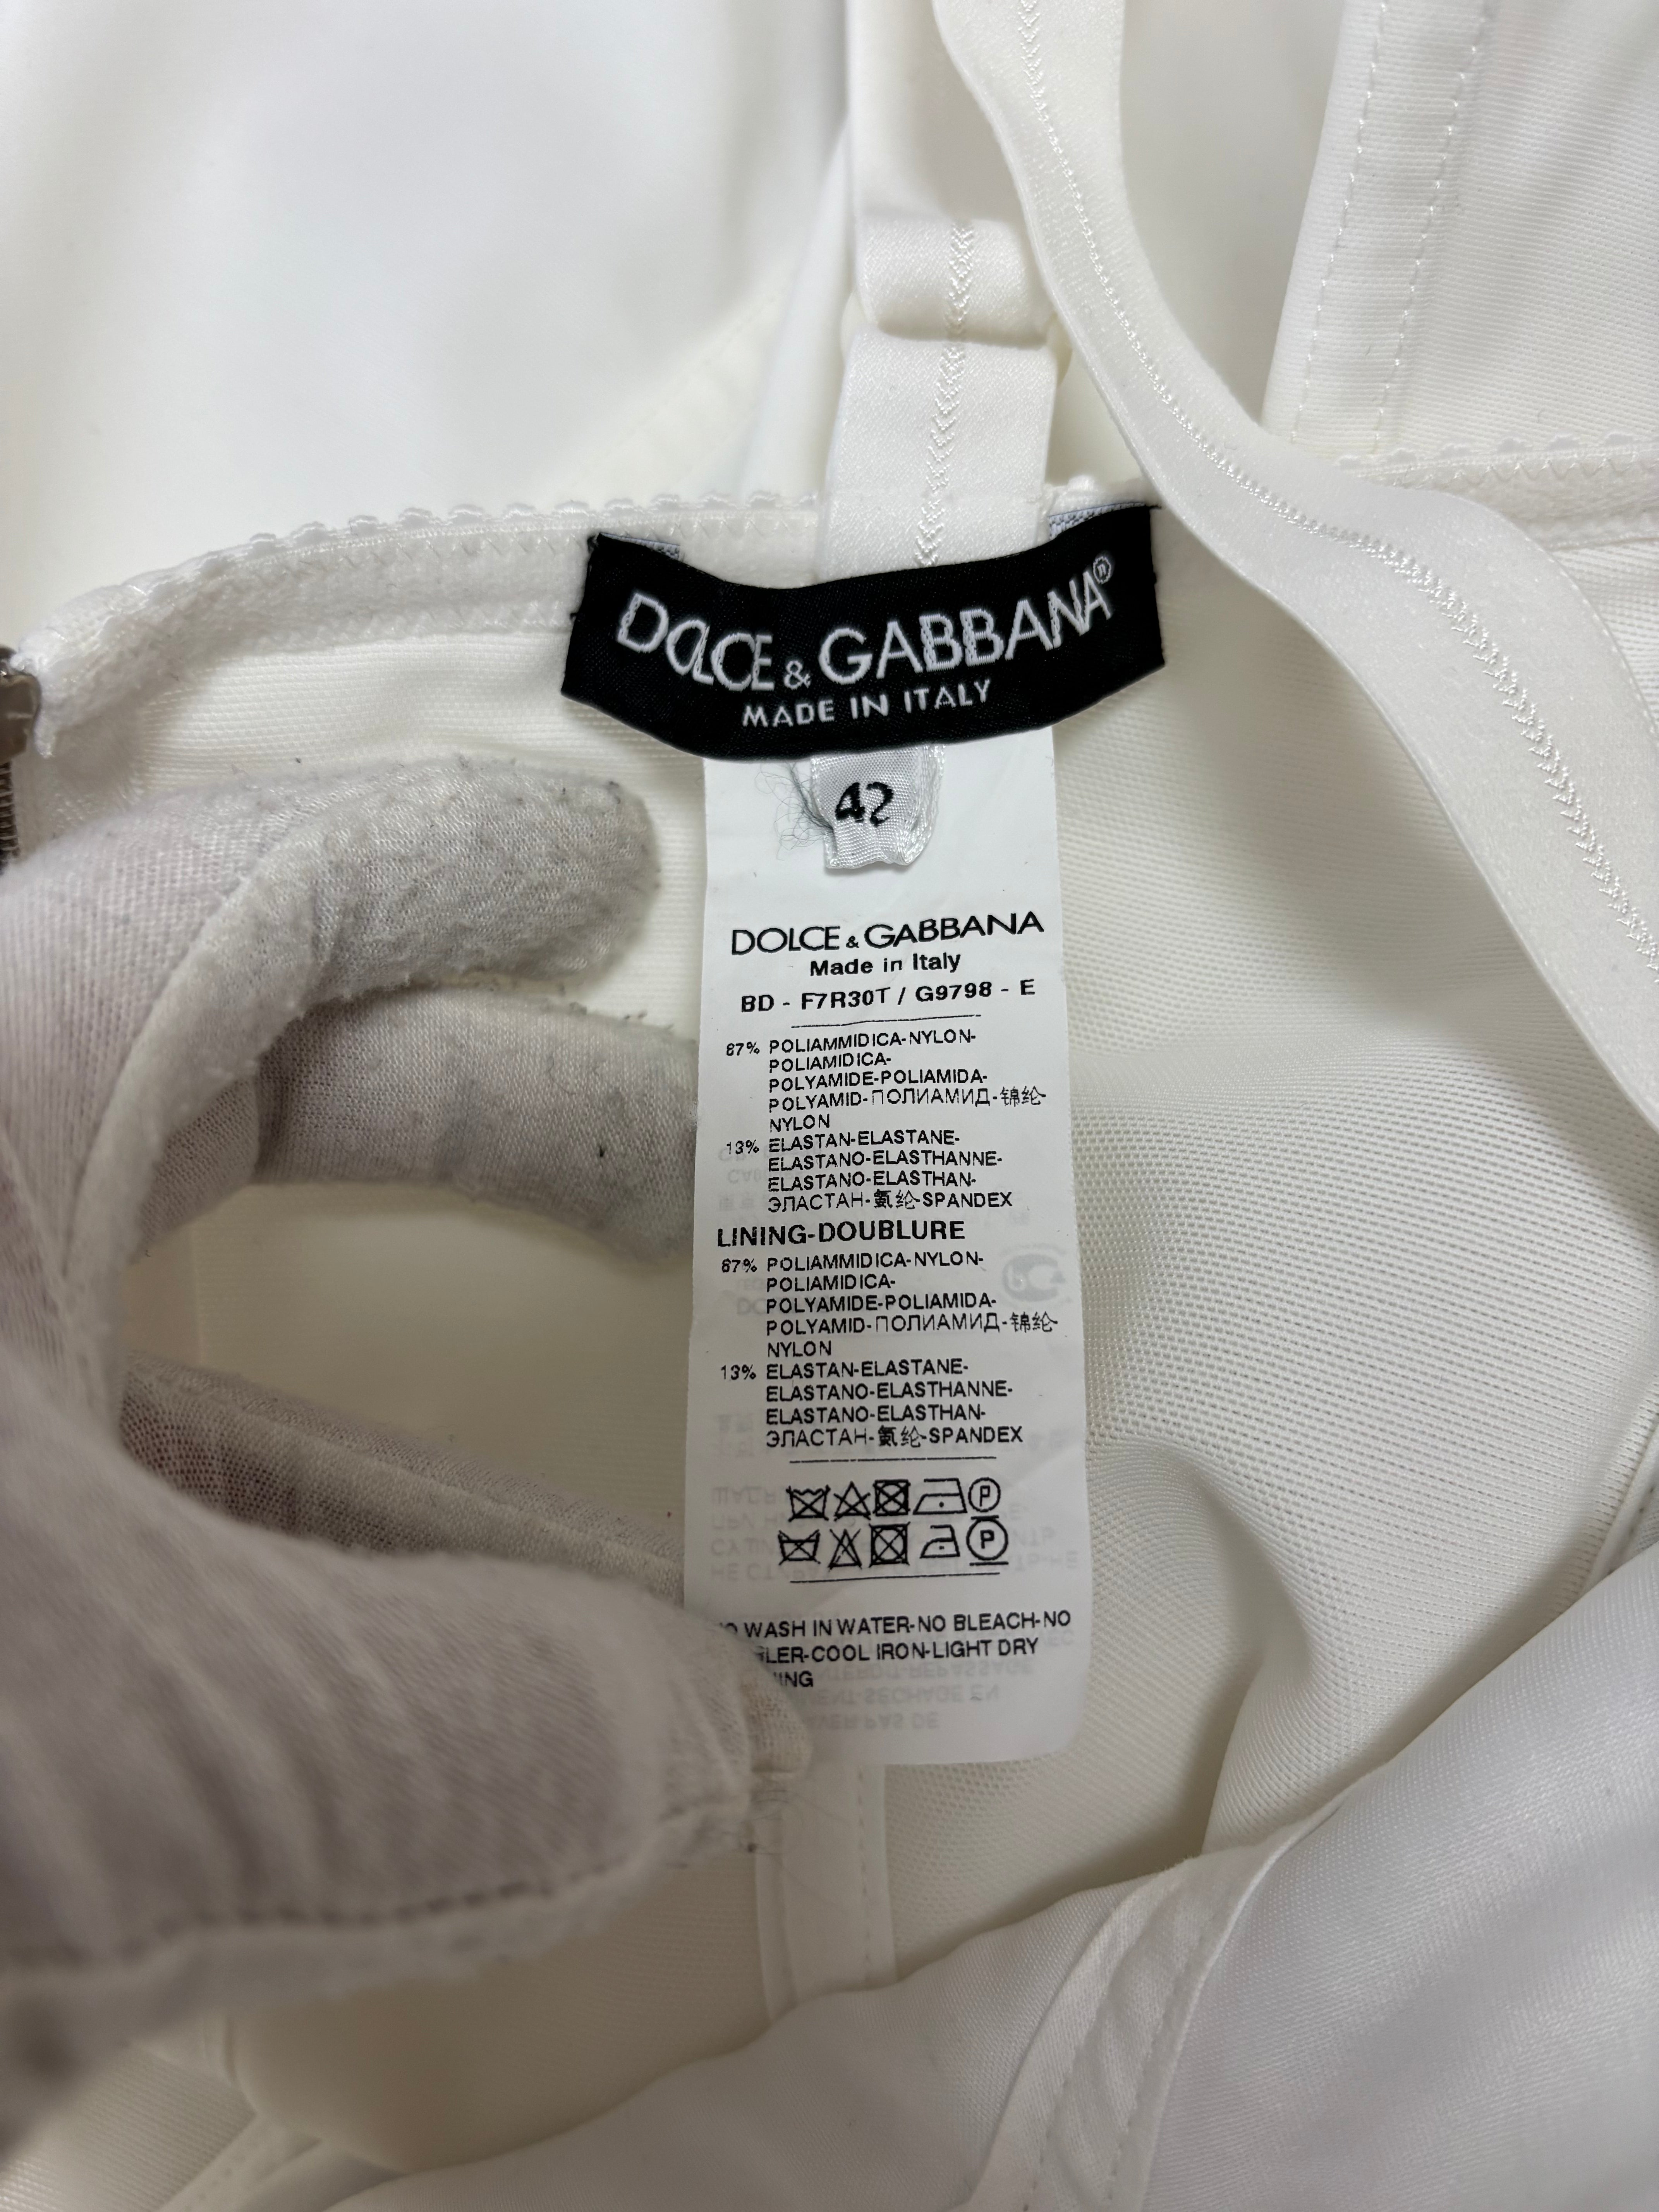 DOLCE & GABBANA®
MADE IN ITALY
42
DOLCE & GABBANA
Made in Italy
BD - F7R30T / G9798 - E
87% POLIAMMIDICA-NYLON-
POLIAMIDICA-
POLYAMIDE-POLIAMIDA-
POLYAMID-ПОЛИАМИД-锦纶-
NYLON
13% ELASTAN-ELASTANE-
ELASTANO-ELASTHANNE-
ELASTANO-ELASTHAN-
ЭЛАСТАН-氨纶-SPANDEX
LINING-DOUBLURE
87% POLIAMMIDICA-NYLON-
POLIAMIDICA-
POLYAMIDE-POLIAMIDA-
POLYAMID-ПОЛИАМИД-锦纶-
NYLON
13% ELASTAN-ELASTANE-
ELASTANO-ELASTHANNE-
ELASTANO-ELASTHAN-
ЭЛАСТАН-氨纶-SPANDEX
P
P
WASH IN WATER-NO BLEACH-NO
COOL IRON-LIGHT DRY